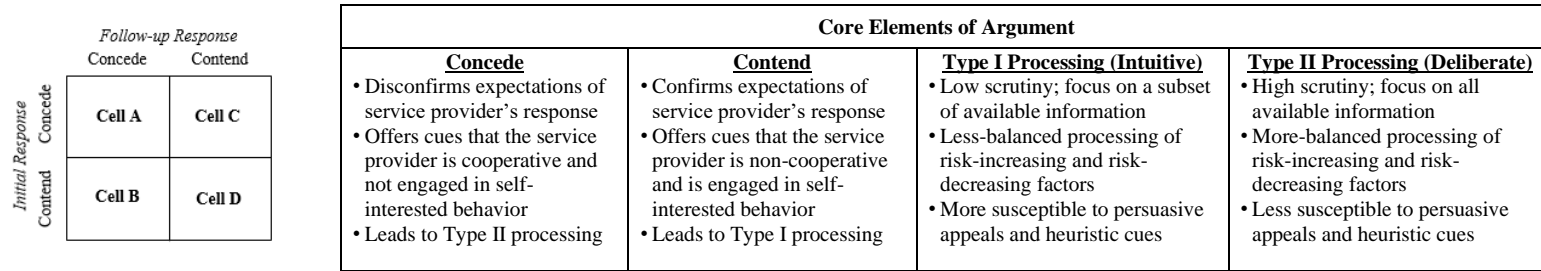 Follow-up Response
Concede Contend
Initial Response
Concede
Contend
Cell A Cell C
Cell B Cell D
Core Elements of Argument
Concede
• Disconfirms expectations of
service provider's response
• Offers cues that the service
provider is cooperative and
not engaged in self-
interested behavior
• Leads to Type II processing
Contend
• Confirms expectations of
service provider's response
• Offers cues that the service
provider is non-cooperative
and is engaged in self-
interested behavior
• Leads to Type I processing
Type I Processing (Intuitive)
• Low scrutiny; focus on a subset
of available information
• Less-balanced processing of
risk-increasing and risk-
decreasing factors
• More susceptible to persuasive
appeals and heuristic cues
Type II Processing (Deliberate)
• High scrutiny; focus on all
available information
• More-balanced processing of
risk-increasing and risk-
decreasing factors
• Less susceptible to persuasive
appeals and heuristic cues